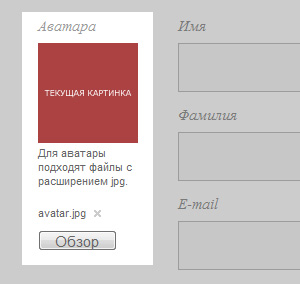 Аватара
ТЕКУЩАЯ КАРТИНКА
Для аватары
подходят файлы с
расширением jpg.
avatar.jpg ×
Обзор
Имя
Фамилия
E-mail